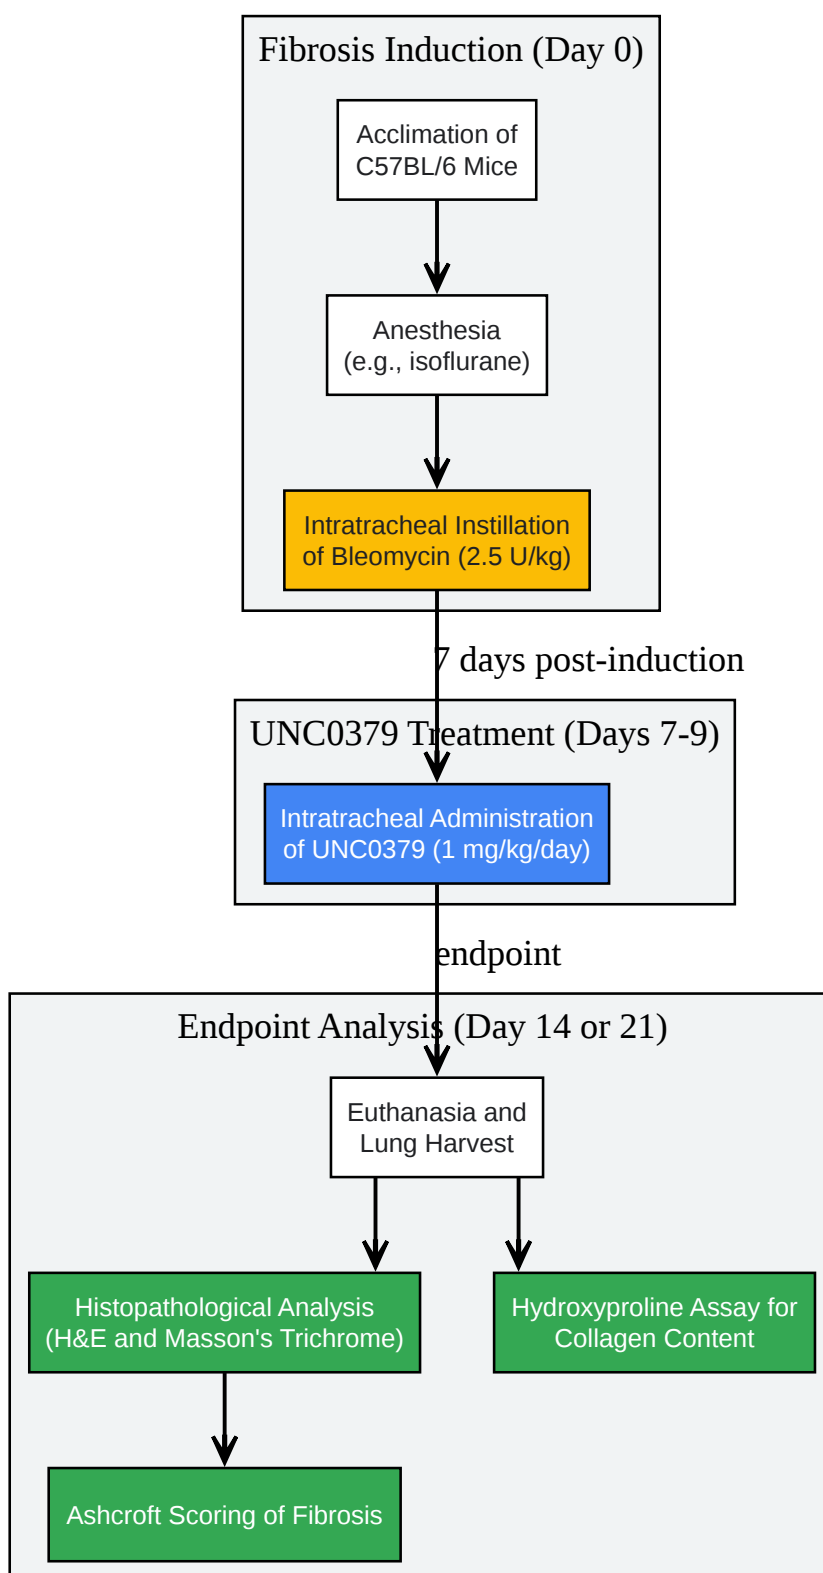 Fibrosis Induction (Day 0)
Acclimation of
C57BL/6 Mice
Anesthesia
(e.g., isoflurane)
Intratracheal Instillation
of Bleomycin (2.5 U/kg)
7 days post-induction
UNC0379 Treatment (Days 7-9)
Intratracheal Administration
of UNC0379 (1 mg/kg/day)
endpoint
Endpoint Analysis (Day 14 or 21)
Euthanasia and
Lung Harvest
Histopathological Analysis
(H&E and Masson's Trichrome)
Hydroxyproline Assay for
Collagen Content
Ashcroft Scoring of Fibrosis